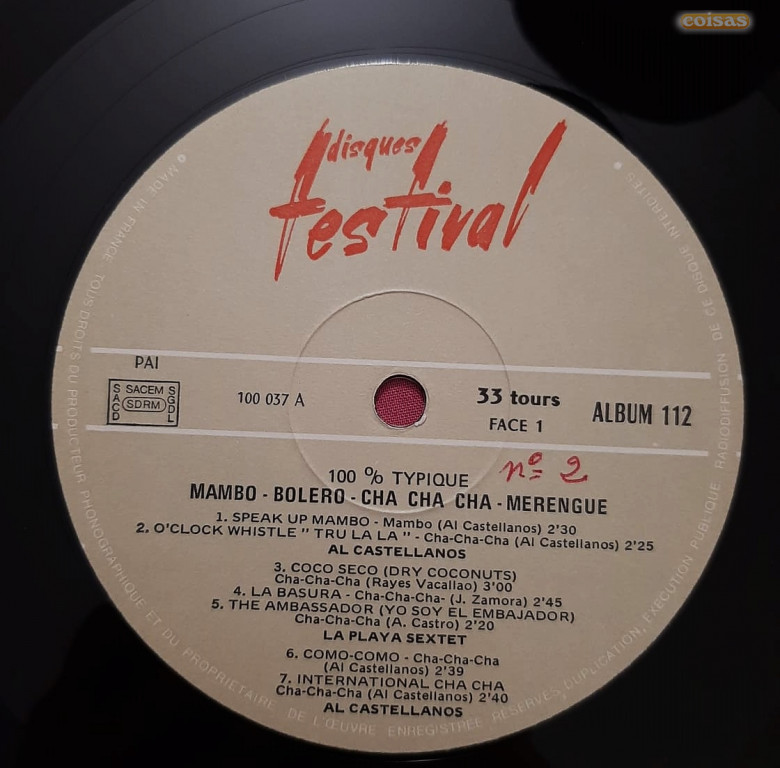 coisas
disques
festival
PAI
SACEM
SACD
SDRM
SGDL
100 037 A
33 tours
FACE 1
ALBUM 112
100 % TYPIQUE
nº 2
MAMBO - BOLERO - CHA CHA CHA - MERENGUE
1. SPEAK UP MAMBO - Mambo (Al Castellanos) 2'30
2. O'CLOCK WHISTLE " TRU LA LA " - Cha-Cha-Cha (Al Castellanos) 2'25
AL CASTELLANOS
3. COCO SECO (DRY COCONUTS)
Cha-Cha-Cha (Rayes Vacallao) 3'00
4. LA BASURA - Cha-Cha-Cha- (J. Zamora) 2'45
5. THE AMBASSADOR (YO SOY EL EMBAJADOR)
Cha-Cha-Cha (A. Castro) 2'20
LA PLAYA SEXTET
6. COMO-COMO - Cha-Cha-Cha
(Al Castellanos) 2'39
7. INTERNATIONAL CHA CHA
Cha-Cha-Cha (Al Castellanos) 2'40
AL CASTELLANOS
MADE IN FRANCE TOUS DROITS DU PRODUCTEUR PHONOGRAPHIQUE ET DU PROPRIETAIRE DE L'ŒUVRE ENREGISTREE RESERVES, DUPLICATION, EXECUTION PUBLIQUE RADIODIFFUSION DE CE DISQUE INTERDITES